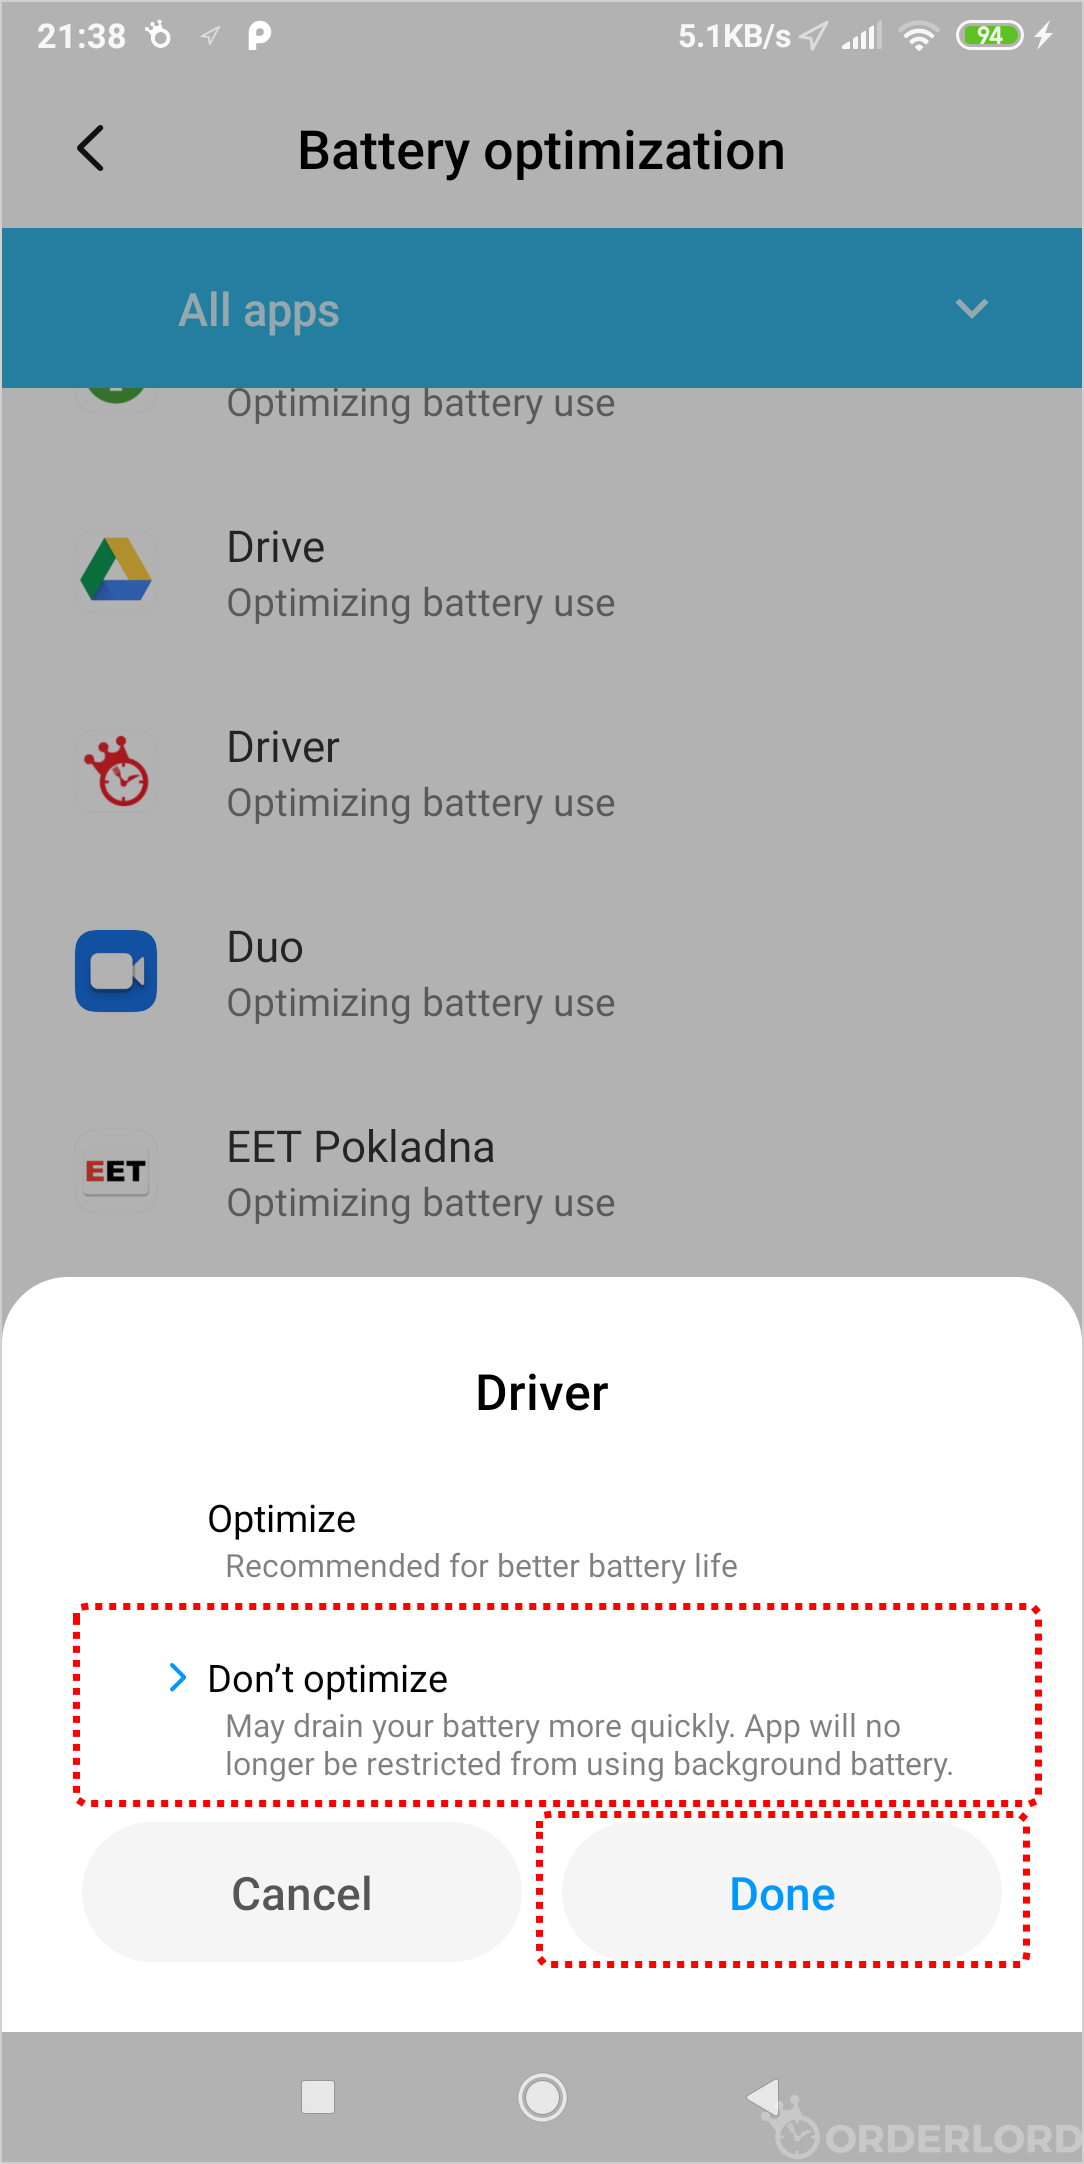 21:38 5.1KB/s 94
Battery optimization
All apps
Optimizing battery use
Drive
Optimizing battery use
Driver
Optimizing battery use
Duo
Optimizing battery use
EET
EET Pokladna
Optimizing battery use
Driver
Optimize
Recommended for better battery life
Don’t optimize
May drain your battery more quickly. App will no
longer be restricted from using background battery.
Cancel Done
ORDERLORD